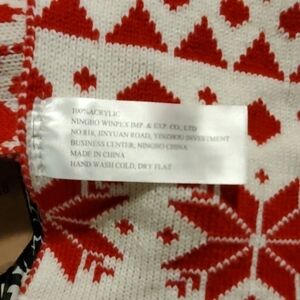 100%ACRYLIC
NINGBO WINPEX IMP. & EXP. CO., LTD
NO.818, JINYUAN ROAD, YINZHOU INVESTMENT
BUSINESS CENTER, NINGBO CHINA
MADE IN CHINA
HAND WASH COLD, DRY FLAT